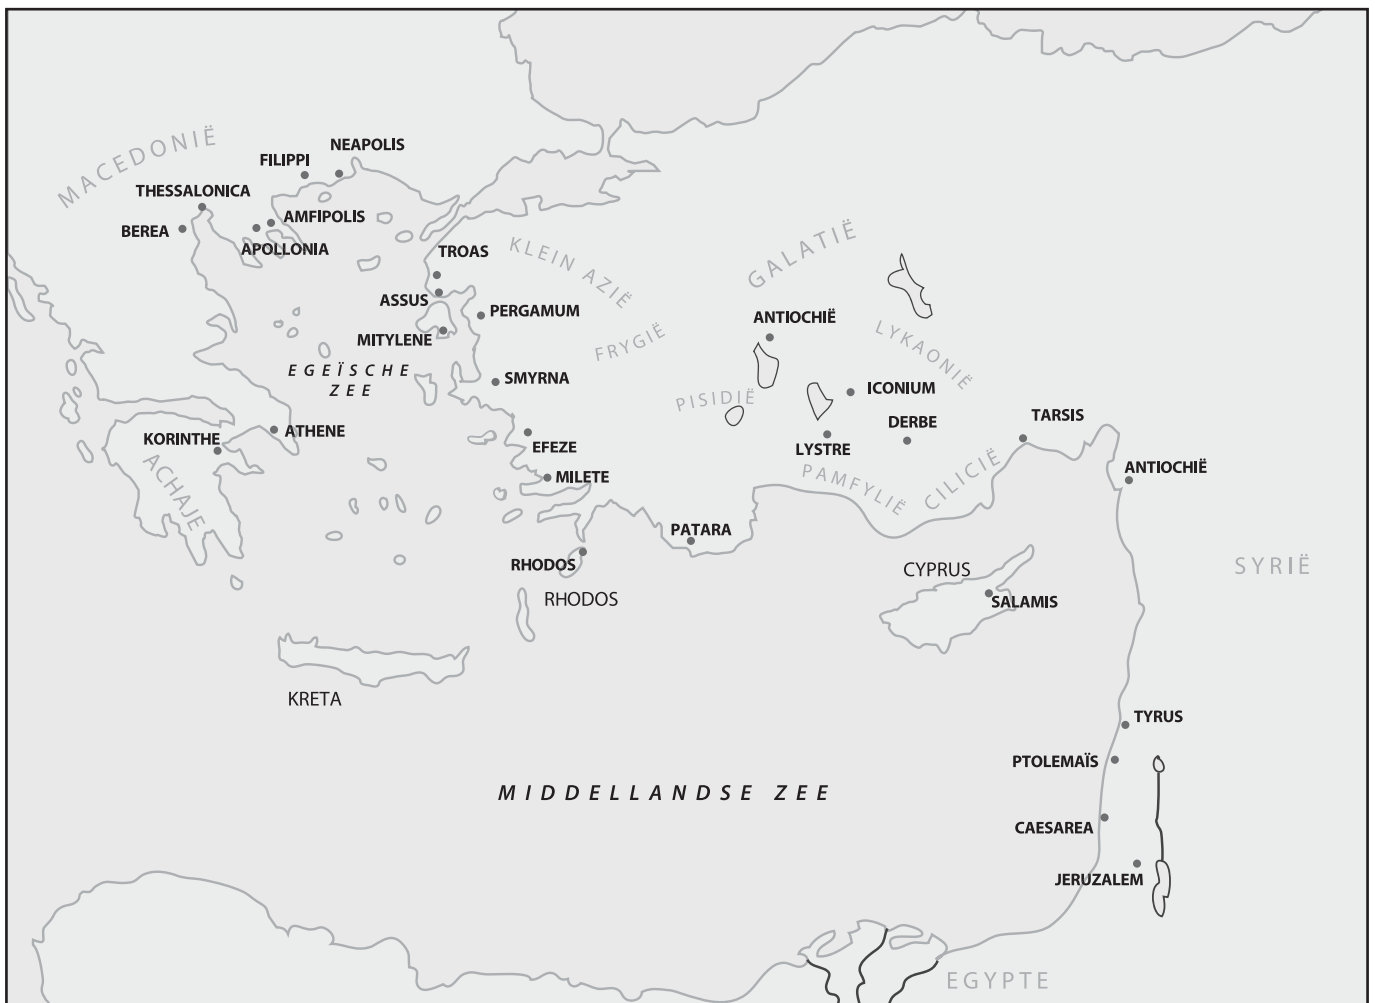 MACEDONIË
NEAPOLIS
FILIPPI
THESSALONICA
AMFIPOLIS
BEREA
APOLLONIA
TROAS
KLEIN AZIË
GALATIË
ASSUS
PERGAMUM
MITYLENE
FRYGIË
ANTIOCHIË
LYKAONIË
EGEÏSCHE
ZEE
SMYRNA
PISIDIË
ICONIUM
DERBE
TARSIS
ATHENE
KORINTHE
EFEZE
LYSTRE
ACHAJE
MILETE
PAMFYLIË
CILICIË
ANTIOCHIË
PATARA
RHODOS
RHODOS
CYPRUS
SALAMIS
SYRIË
KRETA
TYRUS
PTOLEMAÏS
MIDDELLANDSE ZEE
CAESAREA
JERUZALEM
EGYPTE